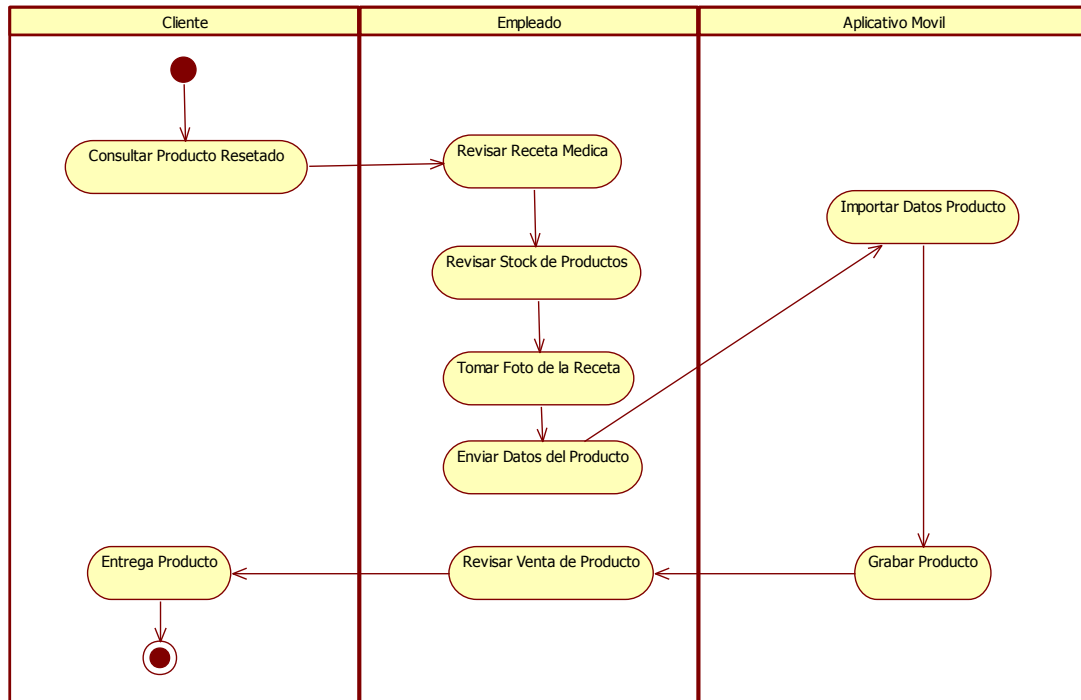 Cliente
Empleado
Aplicativo Movil
Consultar Producto Resetado
Revisar Receta Medica
Importar Datos Producto
Revisar Stock de Productos
Tomar Foto de la Receta
Enviar Datos del Producto
Entrega Producto
Revisar Venta de Producto
Grabar Producto